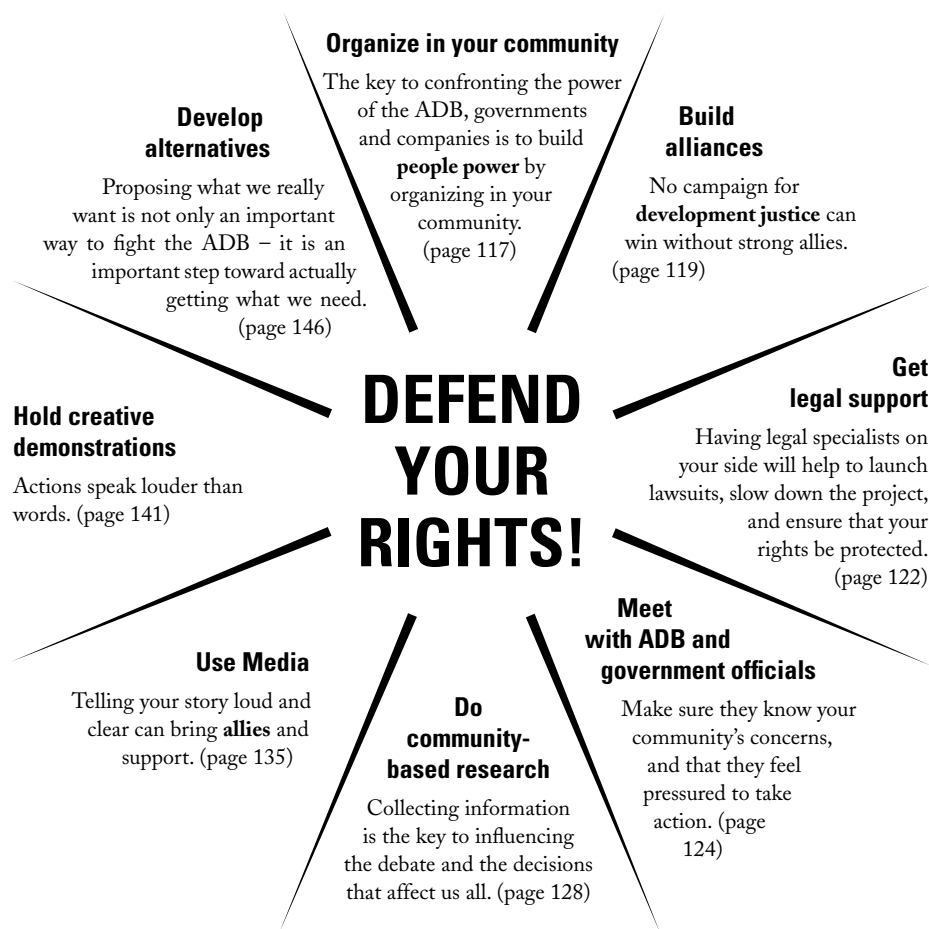 Organize in your community
The key to confronting the power
of the ADB, governments
and companies is to build
people power by
organizing in your
community.
(page 117)
Build
alliances
No campaign for
development justice can
win without strong allies.
(page 119)
Get
legal support
Having legal specialists on
your side will help to launch
lawsuits, slow down the project,
and ensure that your
rights be protected.
(page 122)
Meet
with ADB and
government officials
Make sure they know your
community’s concerns,
and that they feel
pressured to take
action. (page
124)
Do
community-
based research
Collecting information
is the key to influencing
the debate and the decisions
that affect us all. (page 128)
Use Media
Telling your story loud and
clear can bring allies and
support. (page 135)
Hold creative
demonstrations
Actions speak louder than
words. (page 141)
Develop
alternatives
Proposing what we really
want is not only an important
way to fight the ADB – it is an
important step toward actually
getting what we need.
(page 146)
DEFEND
YOUR
RIGHTS!